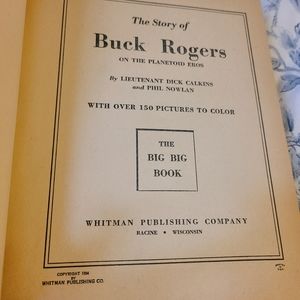 The Story of
Buck Rogers
ON THE PLANETOID EROS
By LIEUTENANT DICK CALKINS
and PHIL NOWLAN
WITH OVER 150 PICTURES TO COLOR
THE
BIG BIG
BOOK
WHITMAN PUBLISHING COMPANY
RACINE • WISCONSIN
COPYRIGHT 1934
BY
WHITMAN PUBLISHING CO.